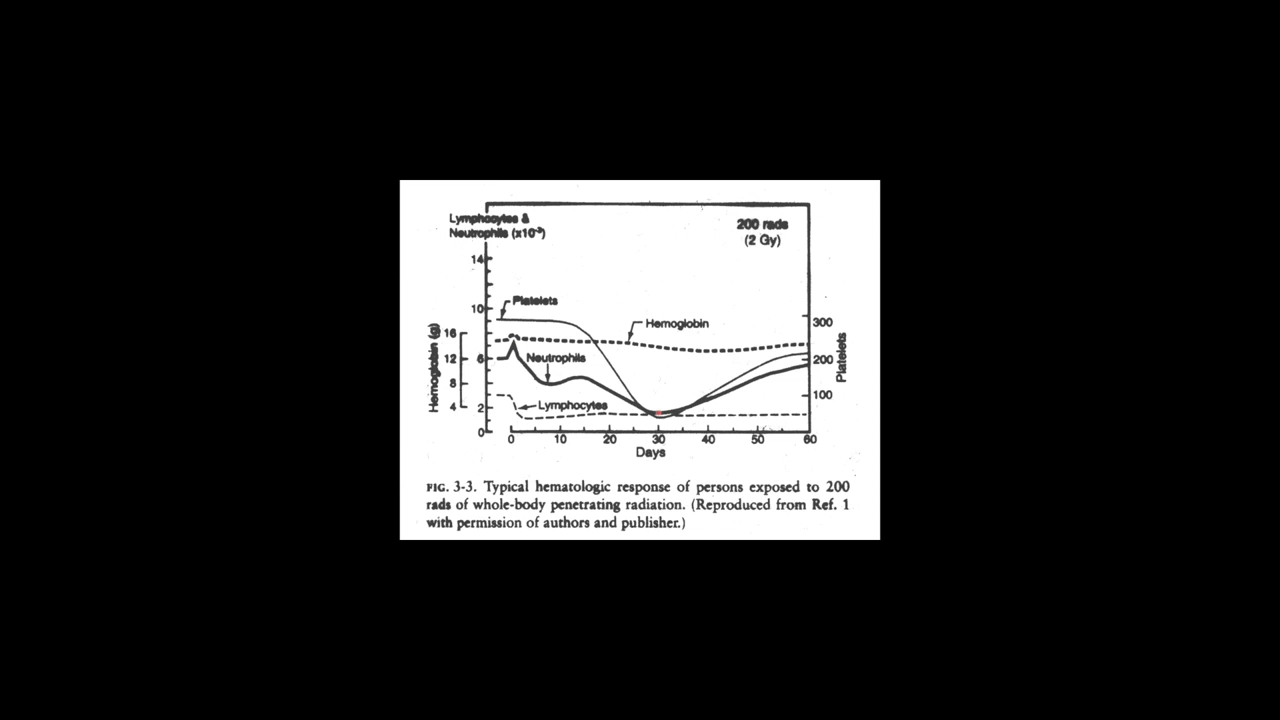 Lymphocytes &
Neutrophils (x10⁻³)
200 rads
(2 Gy)
14
10
6
2
0
Hemoglobin (g)
16
12
8
4
Platelets
Hemoglobin
Neutrophils
Lymphocytes
300
200
100
Platelets
0 10 20 30 40 50 60
Days
FIG. 3-3. Typical hematologic response of persons exposed to 200
rads of whole-body penetrating radiation. (Reproduced from Ref. 1
with permission of authors and publisher.)